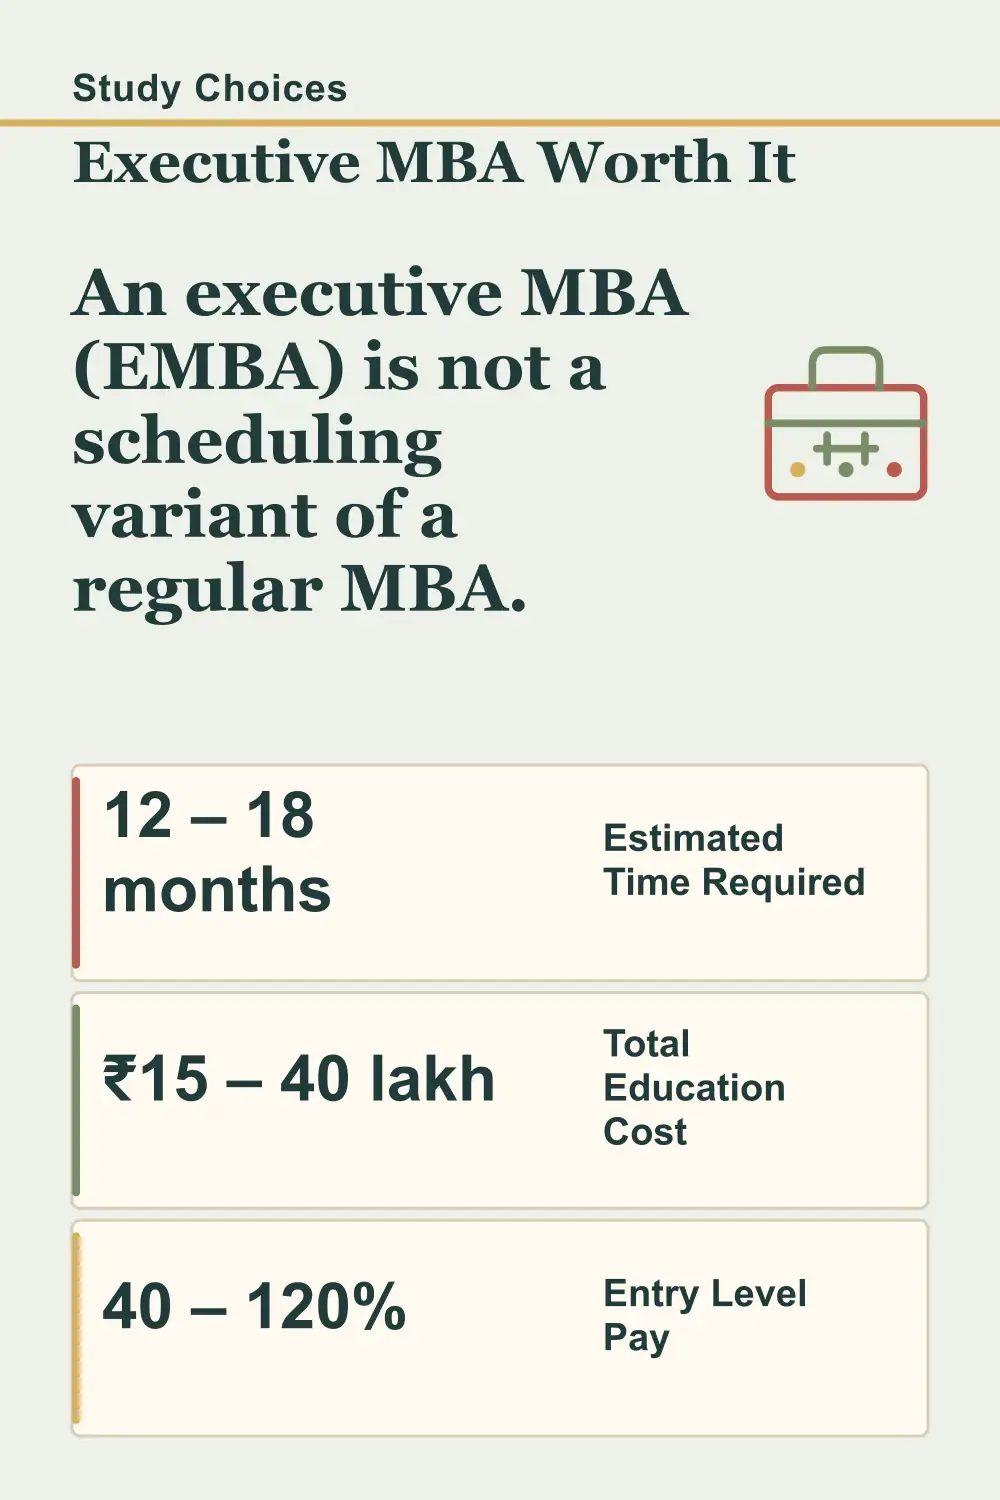 Study Choices
Executive MBA Worth It
An executive MBA
(EMBA) is not a
scheduling
variant of a
regular MBA.
12 – 18
months
Estimated
Time Required
₹15 – 40 lakh
Total
Education
Cost
40 – 120%
Entry Level
Pay